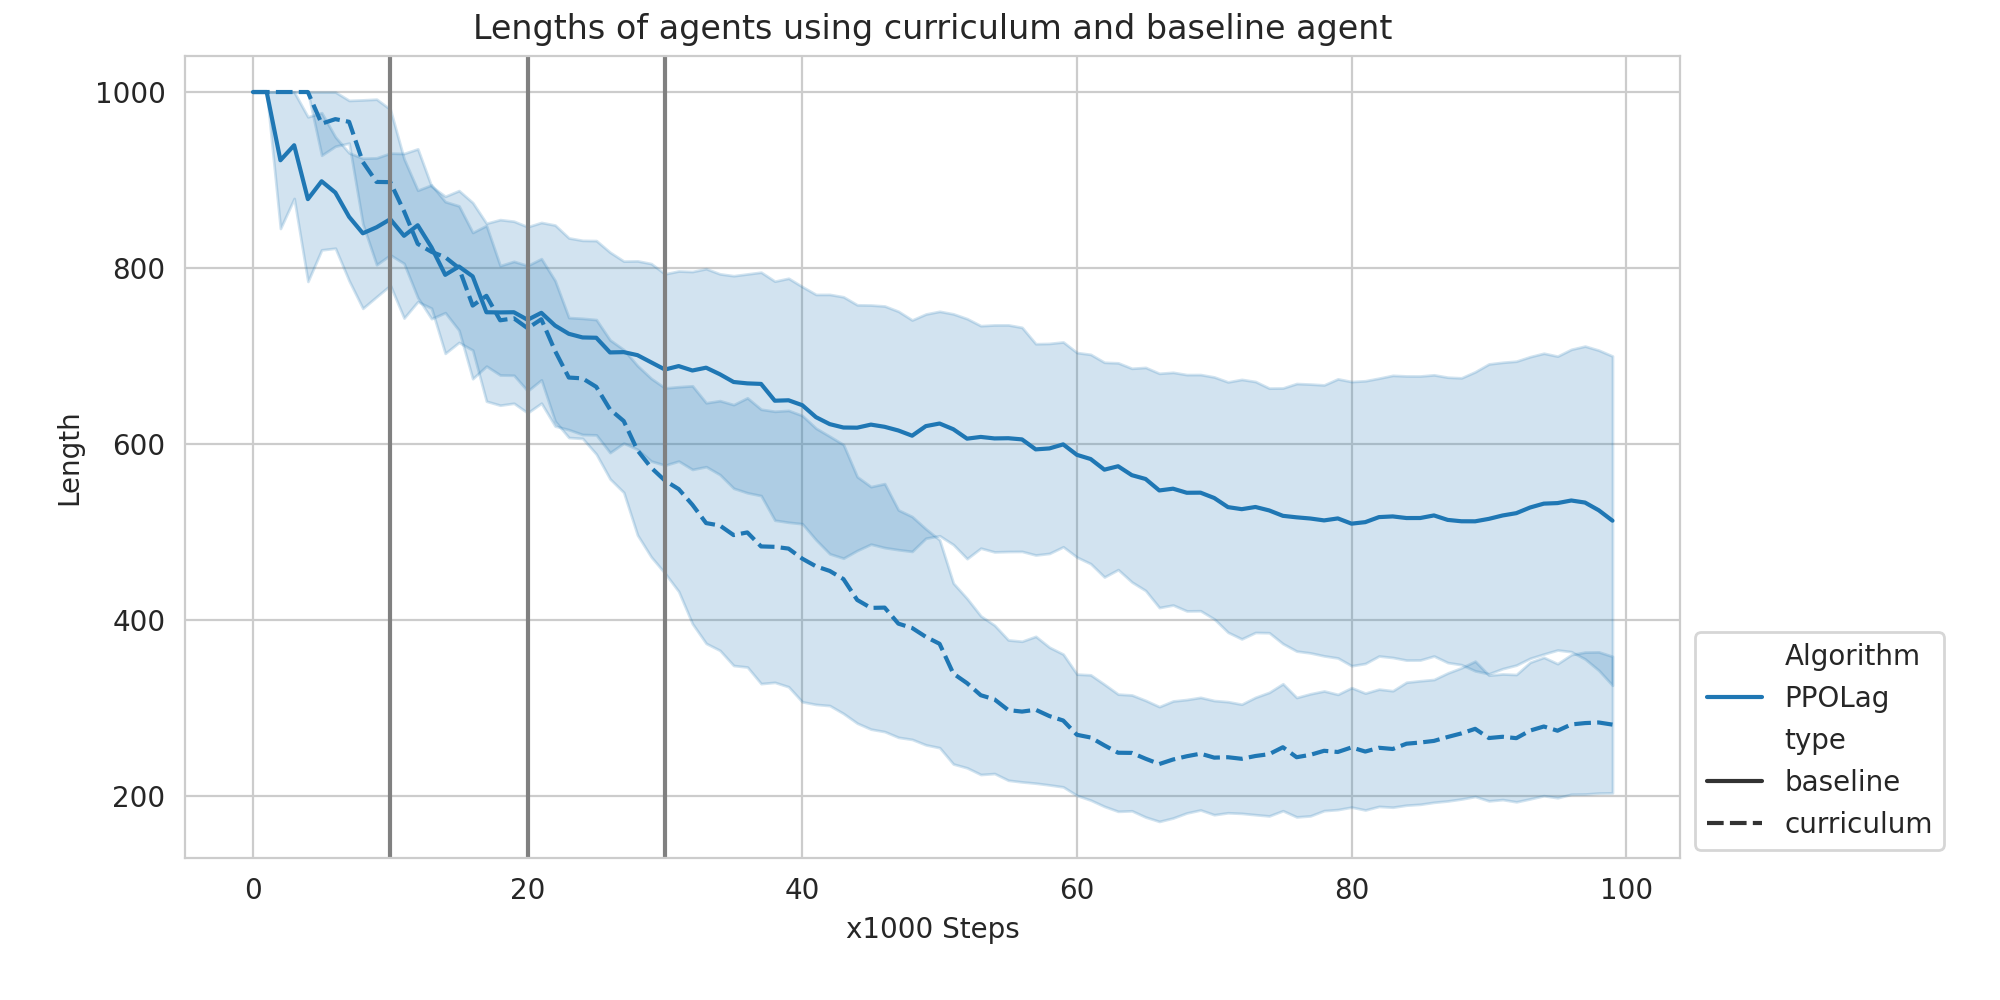 Lengths of agents using curriculum and baseline agent
1000
800
600
400
200
Length
0 20 40 60 80 100
x1000 Steps
Algorithm
PPOLag
type
baseline
curriculum